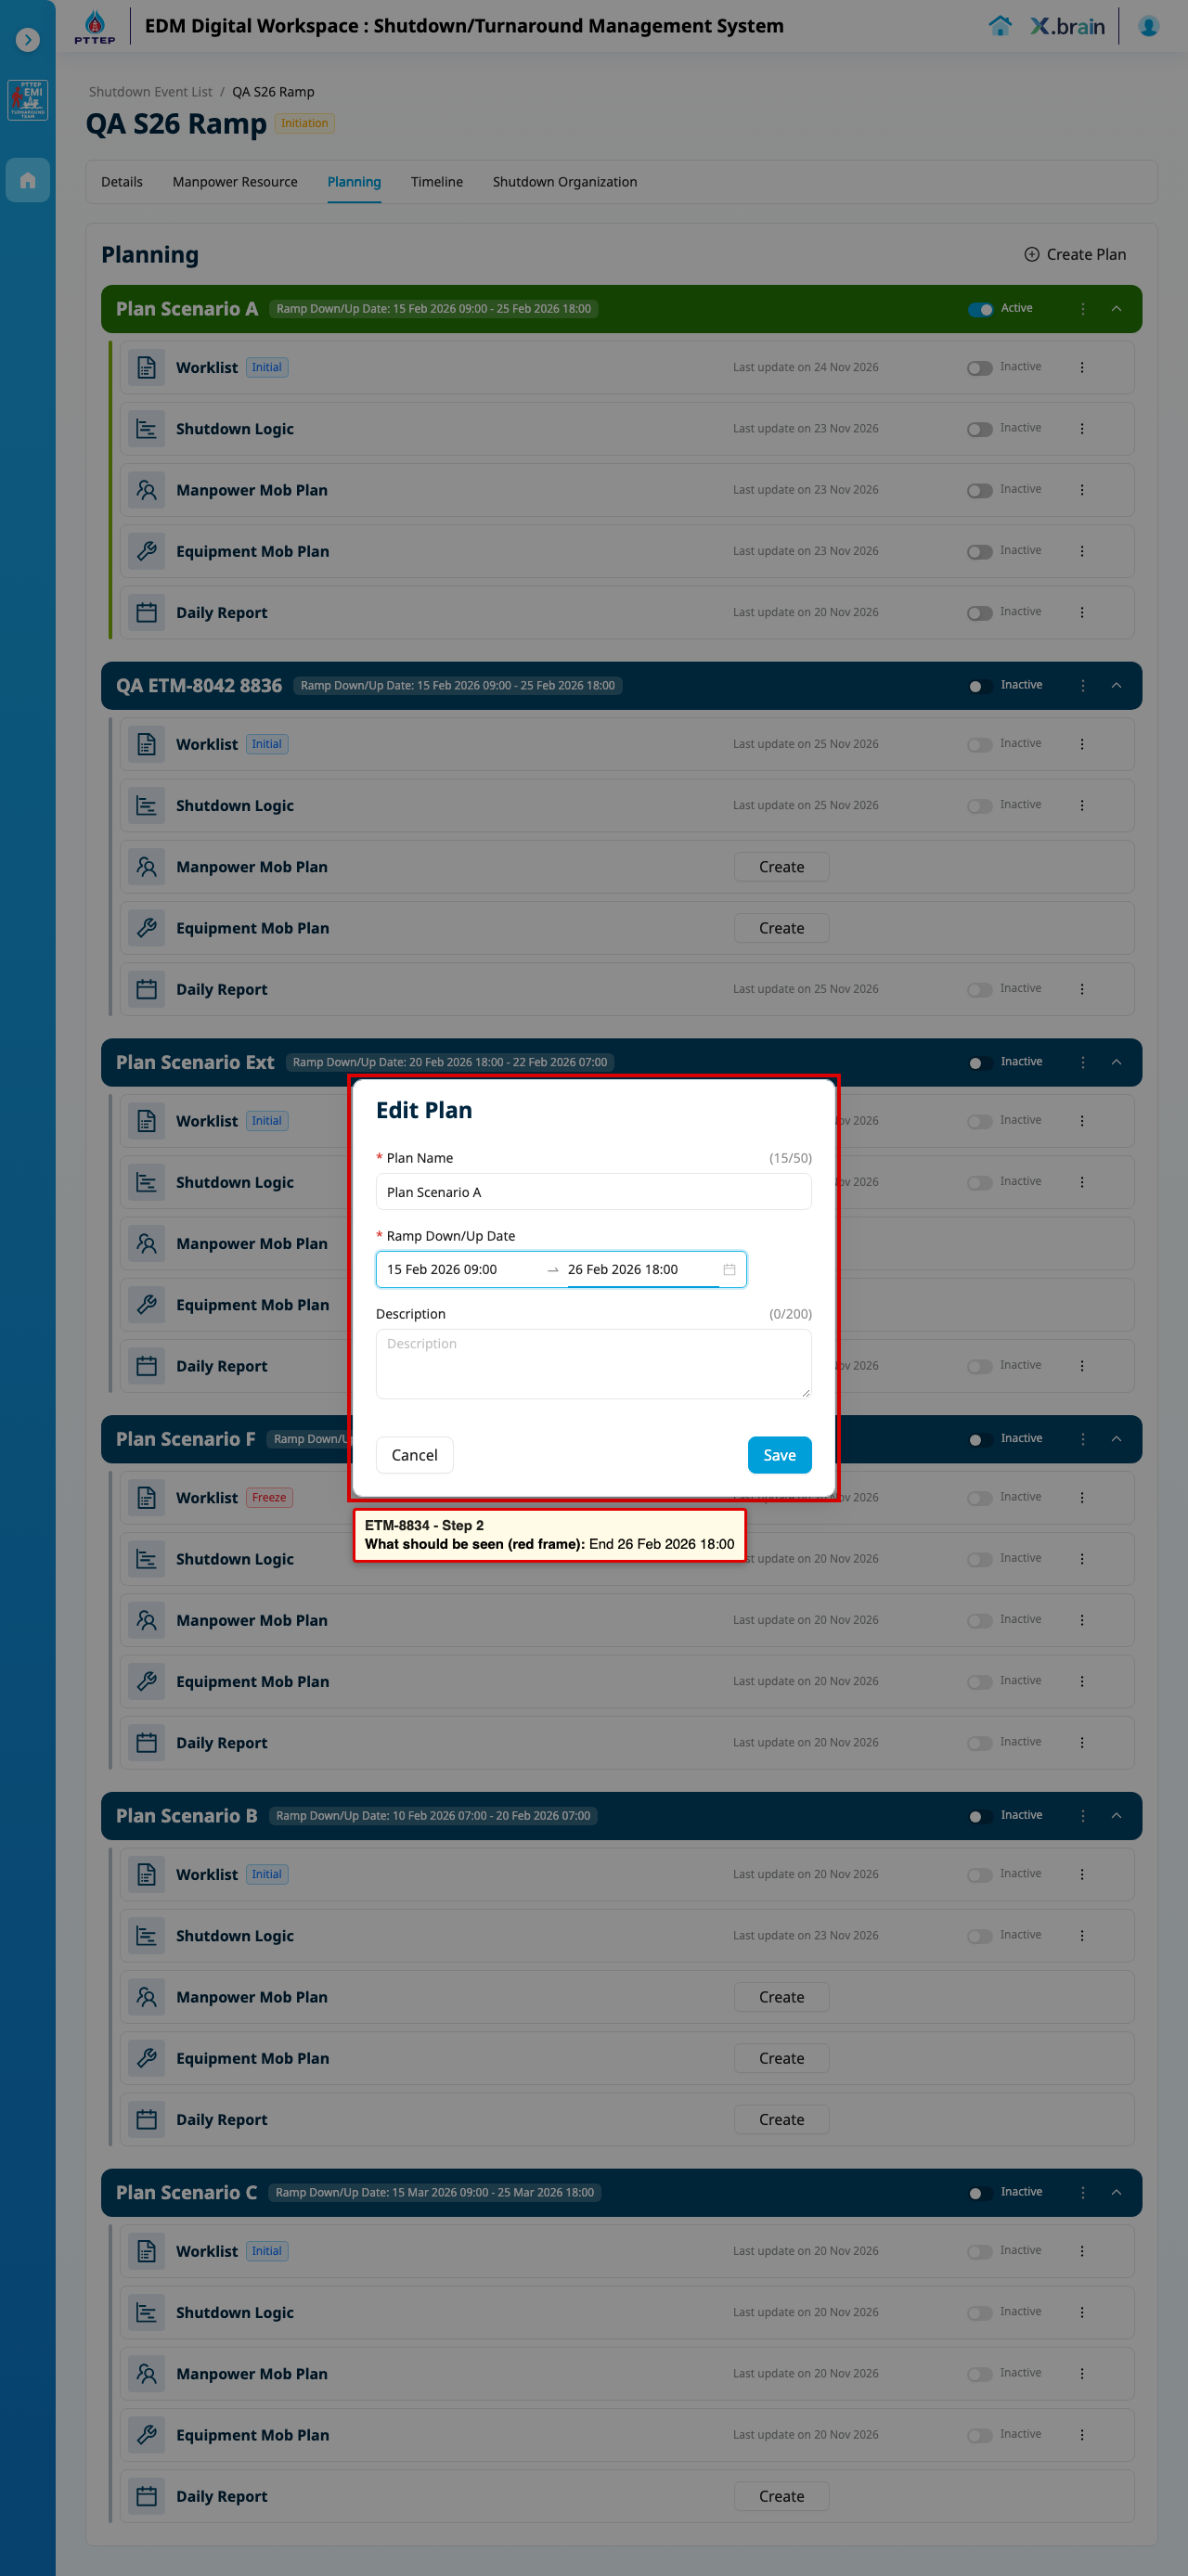 PTTEP
EDM Digital Workspace : Shutdown/Turnaround Management System
X.brain
PTTEP
EMI
TURNAROUND
TEAM
Shutdown Event List / QA S26 Ramp
QA S26 Ramp Initiation
Details Manpower Resource Planning Timeline Shutdown Organization
Planning Create Plan
Plan Scenario A Ramp Down/Up Date: 15 Feb 2026 09:00 - 25 Feb 2026 18:00 Active
Worklist Initial Last update on 24 Nov 2026 Inactive
Shutdown Logic Last update on 23 Nov 2026 Inactive
Manpower Mob Plan Last update on 23 Nov 2026 Inactive
Equipment Mob Plan Last update on 23 Nov 2026 Inactive
Daily Report Last update on 20 Nov 2026 Inactive
QA ETM-8042 8836 Ramp Down/Up Date: 15 Feb 2026 09:00 - 25 Feb 2026 18:00 Inactive
Worklist Initial Last update on 25 Nov 2026 Inactive
Shutdown Logic Last update on 25 Nov 2026 Inactive
Manpower Mob Plan Create
Equipment Mob Plan Create
Daily Report Last update on 25 Nov 2026 Inactive
Plan Scenario Ext Ramp Down/Up Date: 20 Feb 2026 18:00 - 22 Feb 2026 07:00 Inactive
Worklist Initial ov 2026 Inactive
Shutdown Logic ov 2026 Inactive
Manpower Mob Plan
Equipment Mob Plan
Daily Report ov 2026 Inactive
Edit Plan
* Plan Name (15/50)
Plan Scenario A
* Ramp Down/Up Date
15 Feb 2026 09:00 → 26 Feb 2026 18:00
Description (0/200)
Description
Cancel Save
ETM-8834 - Step 2
What should be seen (red frame): End 26 Feb 2026 18:00
Plan Scenario F Ramp Down/U Inactive
Worklist Freeze Last update on 20 Nov 2026 Inactive
Shutdown Logic st update on 20 Nov 2026 Inactive
Manpower Mob Plan Last update on 20 Nov 2026 Inactive
Equipment Mob Plan Last update on 20 Nov 2026 Inactive
Daily Report Last update on 20 Nov 2026 Inactive
Plan Scenario B Ramp Down/Up Date: 10 Feb 2026 07:00 - 20 Feb 2026 07:00 Inactive
Worklist Initial Last update on 20 Nov 2026 Inactive
Shutdown Logic Last update on 23 Nov 2026 Inactive
Manpower Mob Plan Create
Equipment Mob Plan Create
Daily Report Create
Plan Scenario C Ramp Down/Up Date: 15 Mar 2026 09:00 - 25 Mar 2026 18:00 Inactive
Worklist Initial Last update on 20 Nov 2026 Inactive
Shutdown Logic Last update on 20 Nov 2026 Inactive
Manpower Mob Plan Last update on 20 Nov 2026 Inactive
Equipment Mob Plan Last update on 20 Nov 2026 Inactive
Daily Report Create